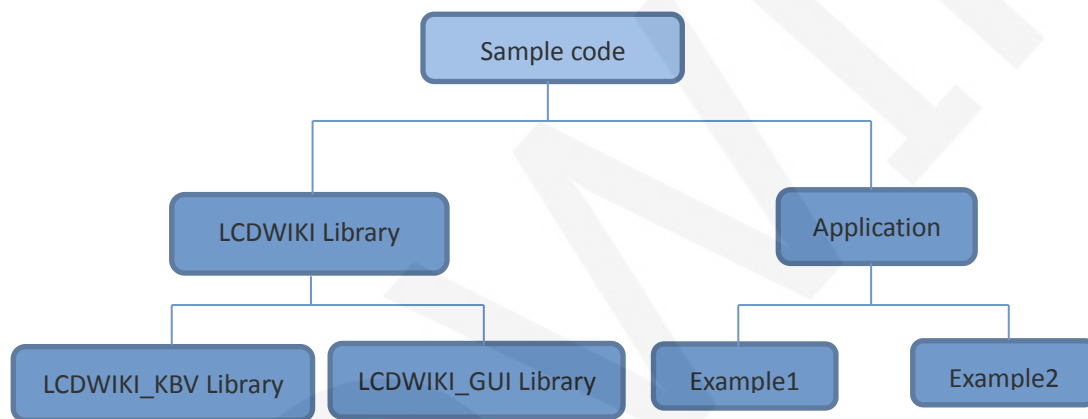 Sample code
LCDWIKI Library
Application
LCDWIKI_KBV Library
LCDWIKI_GUI Library
Example1
Example2